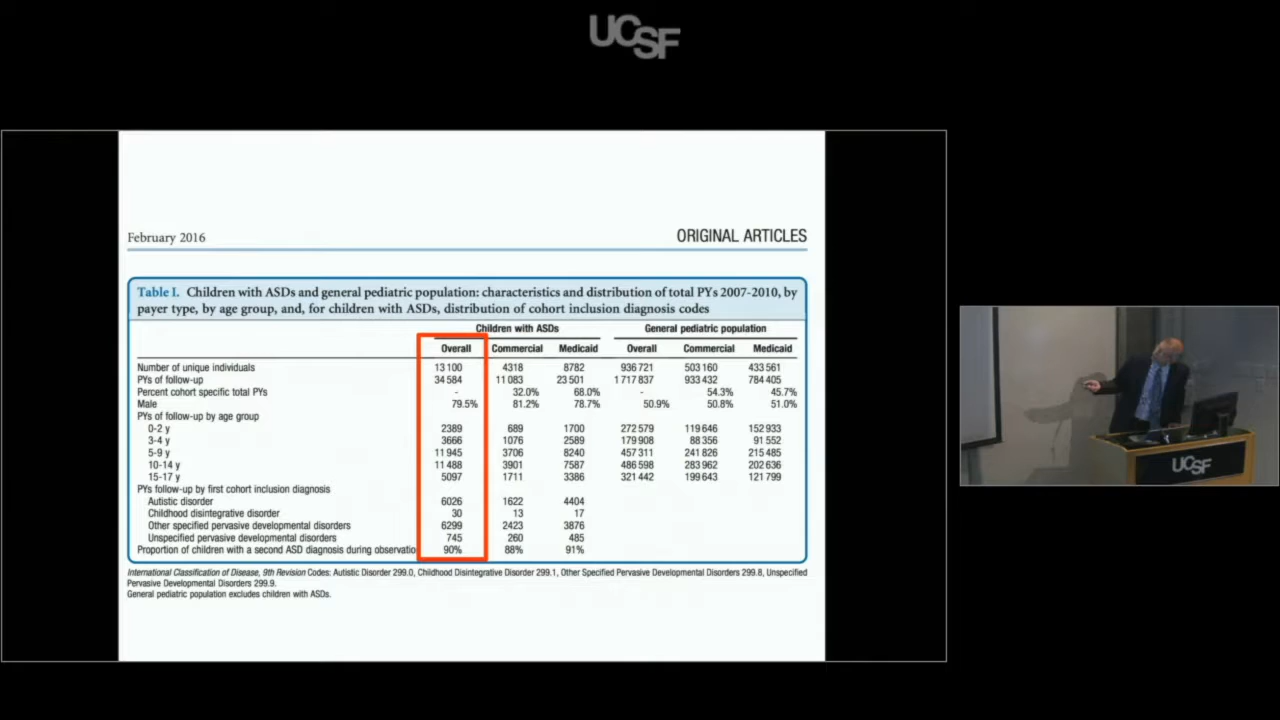 UCSF
February 2016 ORIGINAL ARTICLES
Table I. Children with ASDs and general pediatric population: characteristics and distribution of total PYs 2007-2010, by
payer type, by age group, and, for children with ASDs, distribution of cohort inclusion diagnosis codes
Children with ASDs General pediatric population
Overall Commercial Medicaid Overall Commercial Medicaid
Number of unique individuals 13 100 4318 8782 936 721 503 160 433 561
PYs of follow-up 34 584 11 083 23 501 1 717 837 933 432 784 405
Percent cohort specific total PYs - 32.0% 68.0% - 54.3% 45.7%
Male 79.5% 81.2% 78.7% 50.9% 50.8% 51.0%
PYs of follow-up by age group
0-2 y 2389 689 1700 272 579 119 646 152 933
3-4 y 3666 1076 2589 179 908 88 356 91 552
5-9 y 11 945 3706 8240 457 311 241 826 215 485
10-14 y 11 488 3901 7587 486 598 283 962 202 636
15-17 y 5097 1711 3386 321 442 199 643 121 799
PYs follow-up by first cohort inclusion diagnosis
Autistic disorder 6026 1622 4404
Childhood disintegrative disorder 30 13 17
Other specified pervasive developmental disorders 6299 2423 3876
Unspecified pervasive developmental disorders 745 260 485
Proportion of children with a second ASD diagnosis during observatio 90% 88% 91%
International Classification of Disease, 9th Revision Codes: Autistic Disorder 299.0, Childhood Disintegrative Disorder 299.1, Other Specified Pervasive Developmental Disorders 299.8, Unspecified
Pervasive Developmental Disorders 299.9.
General pediatric population excludes children with ASDs.
UCSF